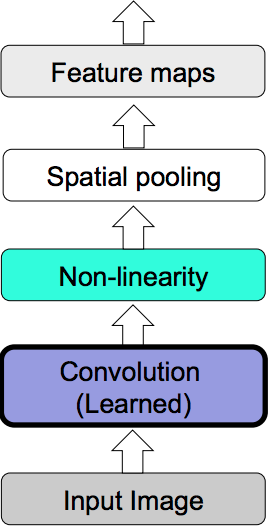 Feature maps
Spatial pooling
Non-linearity
Convolution
(Learned)
Input Image